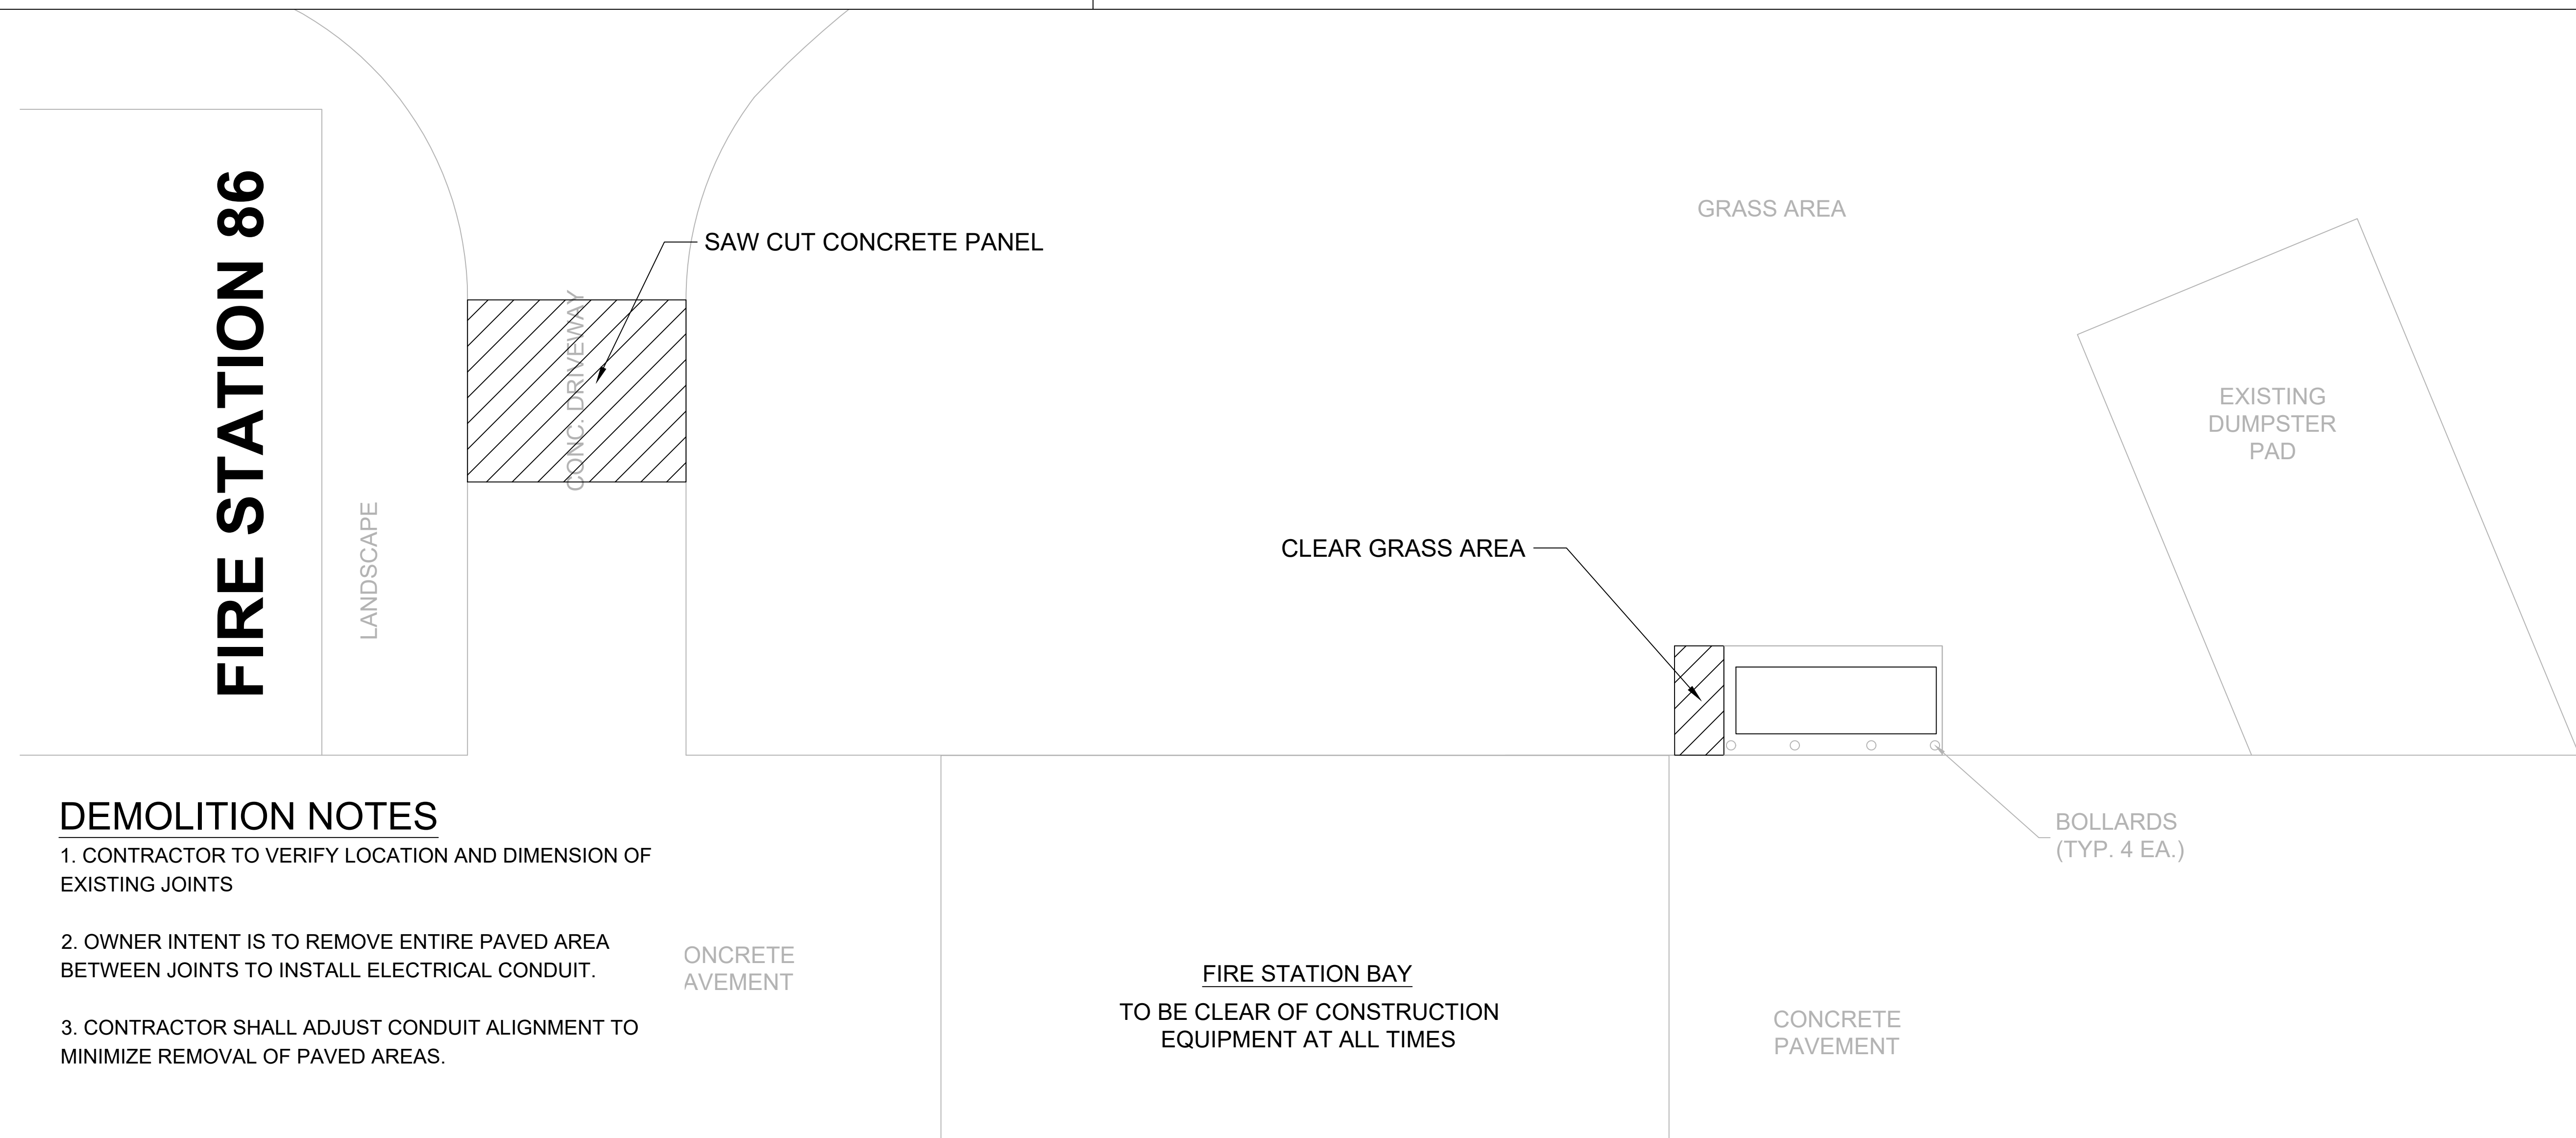 FIRE STATION 86
LANDSCAPE
CONC. DRIVEWAY
SAW CUT CONCRETE PANEL
GRASS AREA
EXISTING
DUMPSTER
PAD
CLEAR GRASS AREA
BOLLARDS
(TYP. 4 EA.)
DEMOLITION NOTES
1. CONTRACTOR TO VERIFY LOCATION AND DIMENSION OF
EXISTING JOINTS
2. OWNER INTENT IS TO REMOVE ENTIRE PAVED AREA
BETWEEN JOINTS TO INSTALL ELECTRICAL CONDUIT.
3. CONTRACTOR SHALL ADJUST CONDUIT ALIGNMENT TO
MINIMIZE REMOVAL OF PAVED AREAS.
ONCRETE
AVEMENT
FIRE STATION BAY
TO BE CLEAR OF CONSTRUCTION
EQUIPMENT AT ALL TIMES
CONCRETE
PAVEMENT